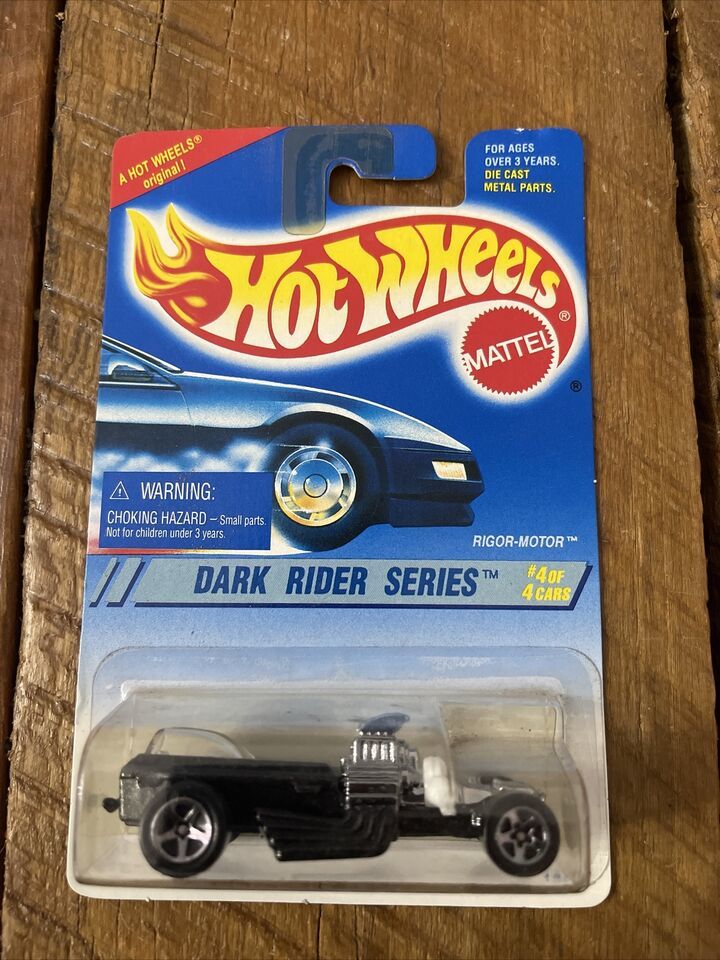 A HOT WHEELS®
original!
FOR AGES
OVER 3 YEARS.
DIE CAST
METAL PARTS.
HOT WHEELS®
MATTEL
®
⚠ WARNING:
CHOKING HAZARD – Small parts.
Not for children under 3 years.
RIGOR-MOTOR™
DARK RIDER SERIES™
#4 OF
4 CARS